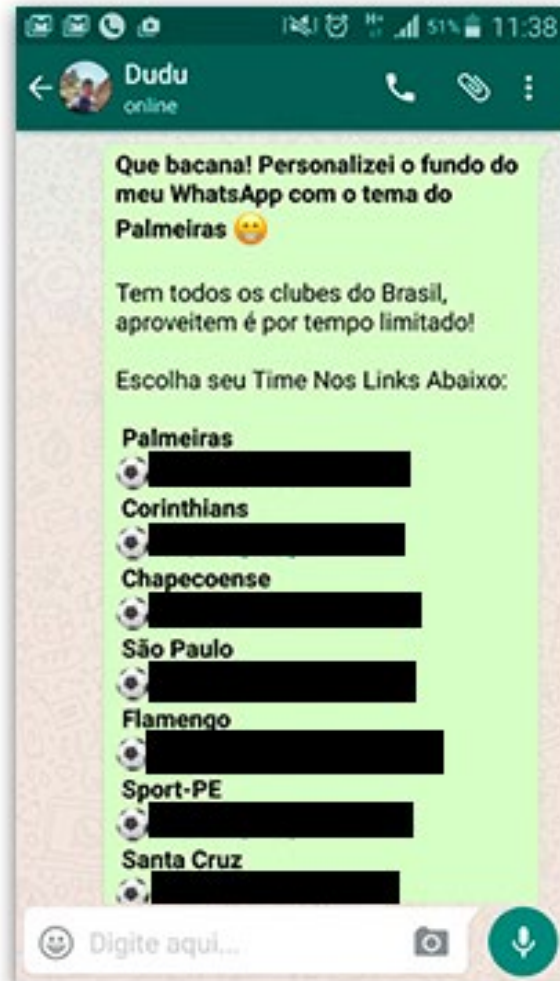 51% 11:38
Dudu
online
Que bacana! Personalizei o fundo do
meu WhatsApp com o tema do
Palmeiras
Tem todos os clubes do Brasil,
aproveitem é por tempo limitado!
Escolha seu Time Nos Links Abaixo:
Palmeiras
Corinthians
Chapecoense
São Paulo
Flamengo
Sport-PE
Santa Cruz
Digite aqui...